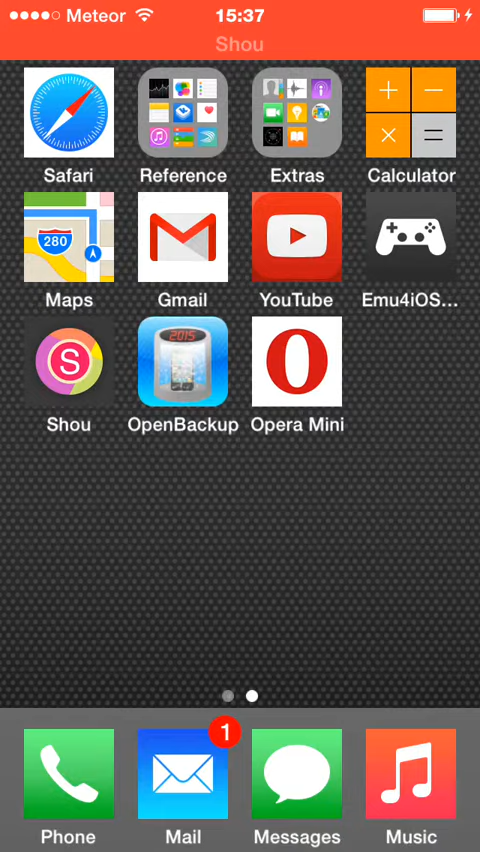 Meteor 15:37
Shou
Safari Reference Extras Calculator
280
Maps Gmail YouTube Emu4iOS...
S 2015
Shou OpenBackup Opera Mini
1
Phone Mail Messages Music